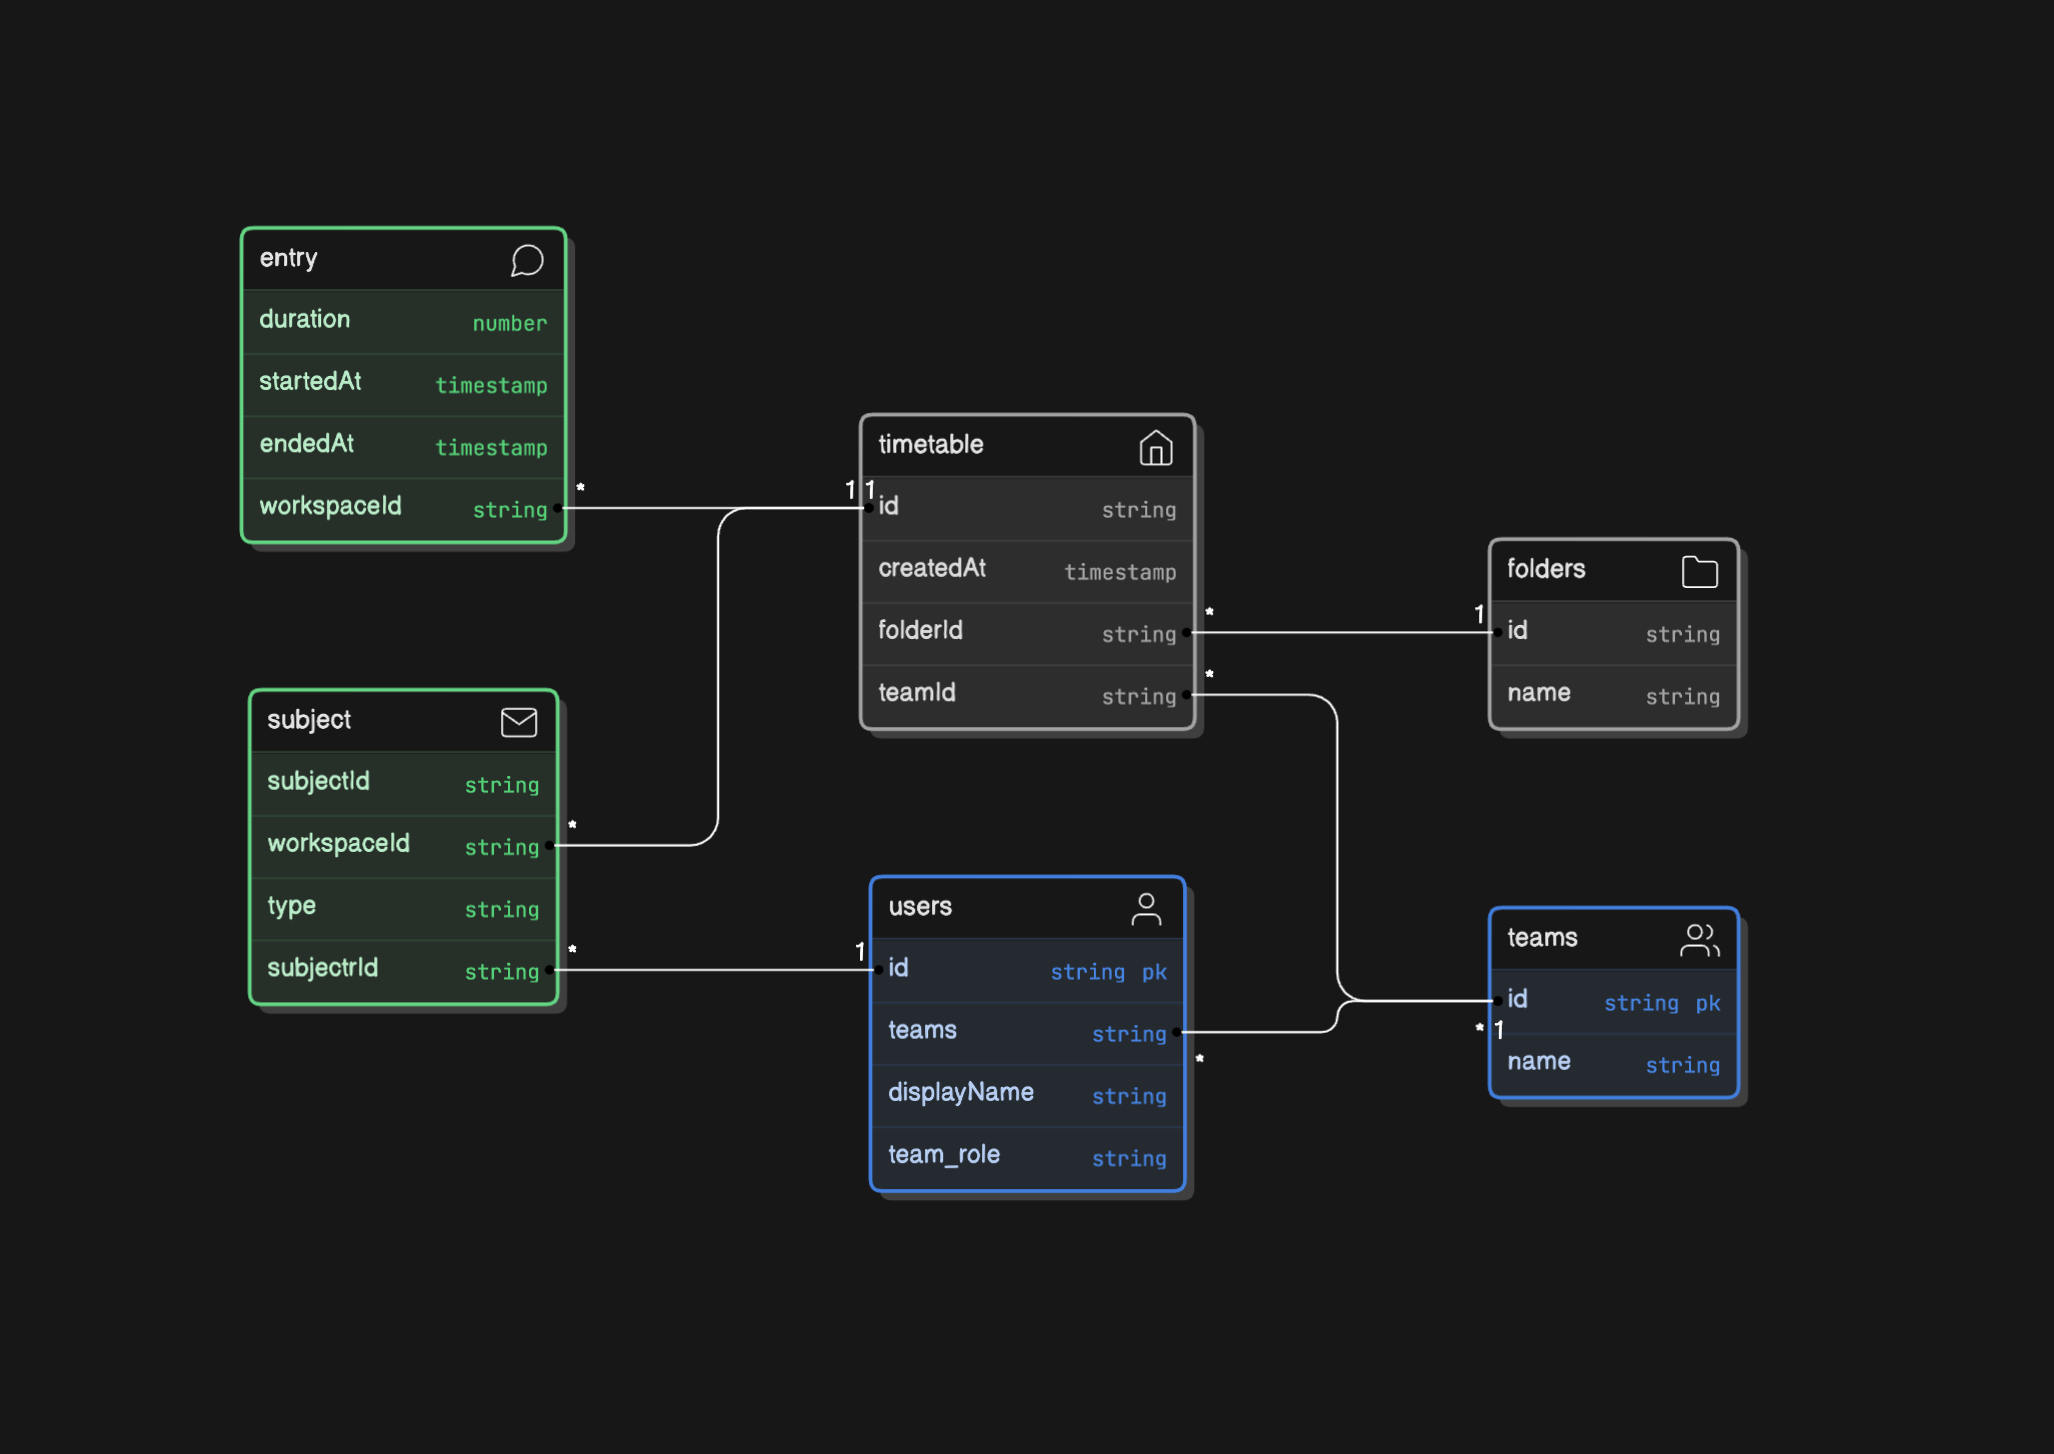 entry
duration number
startedAt timestamp
endedAt timestamp
workspaceId string
*
1 1
timetable
id string
createdAt timestamp
folderId string
teamId string
*
*
1
folders
id string
name string
subject
subjectId string
workspaceId string
type string
subjectrId string
*
*
1
users
id string pk
teams string
displayName string
team_role string
*
* 1
teams
id string pk
name string